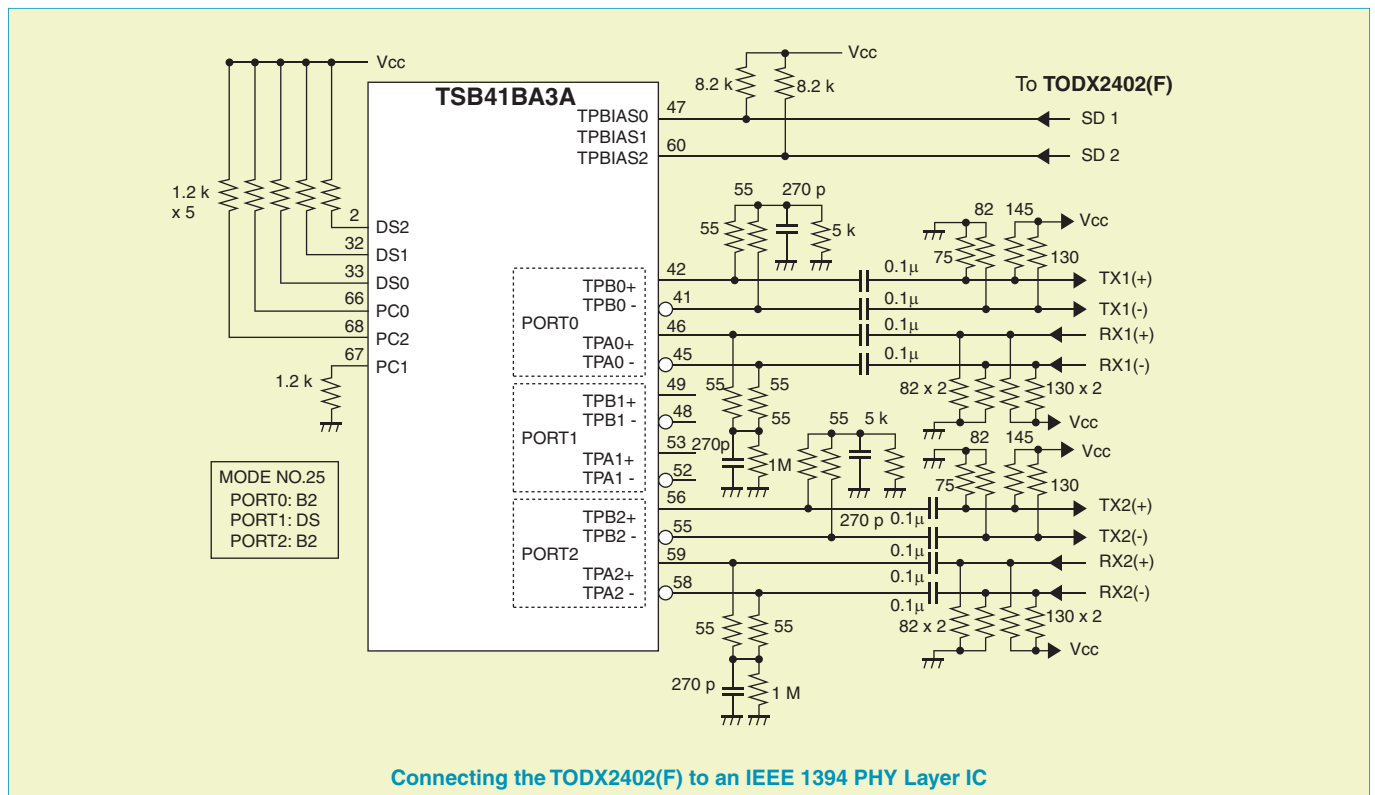 Vcc
Vcc
8.2 k
8.2 k
To TODX2402(F)
TSB41BA3A
TPBIAS0
47
SD 1
TPBIAS1
TPBIAS2
60
SD 2
1.2 k
x 5
2
DS2
32
DS1
33
DS0
66
PC0
68
PC2
67
PC1
1.2 k
MODE NO.25
PORT0: B2
PORT1: DS
PORT2: B2
55
270 p
55
5 k
82
145
Vcc
75
130
PORT0
TPB0+
42
0.1µ
TX1(+)
TPB0 -
41
0.1µ
TX1(-)
TPA0+
46
0.1µ
RX1(+)
TPA0 -
45
0.1µ
RX1(-)
55
55
55
82 x 2
130 x 2
Vcc
270p
1M
PORT1
TPB1+
49
TPB1 -
48
TPA1+
53
TPA1 -
52
55
5 k
270 p
82
145
Vcc
75
130
PORT2
TPB2+
56
0.1µ
TX2(+)
TPB2 -
55
0.1µ
TX2(-)
TPA2+
59
0.1µ
RX2(+)
TPA2 -
58
0.1µ
RX2(-)
55
55
82 x 2
130 x 2
Vcc
270 p
1 M
Connecting the TODX2402(F) to an IEEE 1394 PHY Layer IC